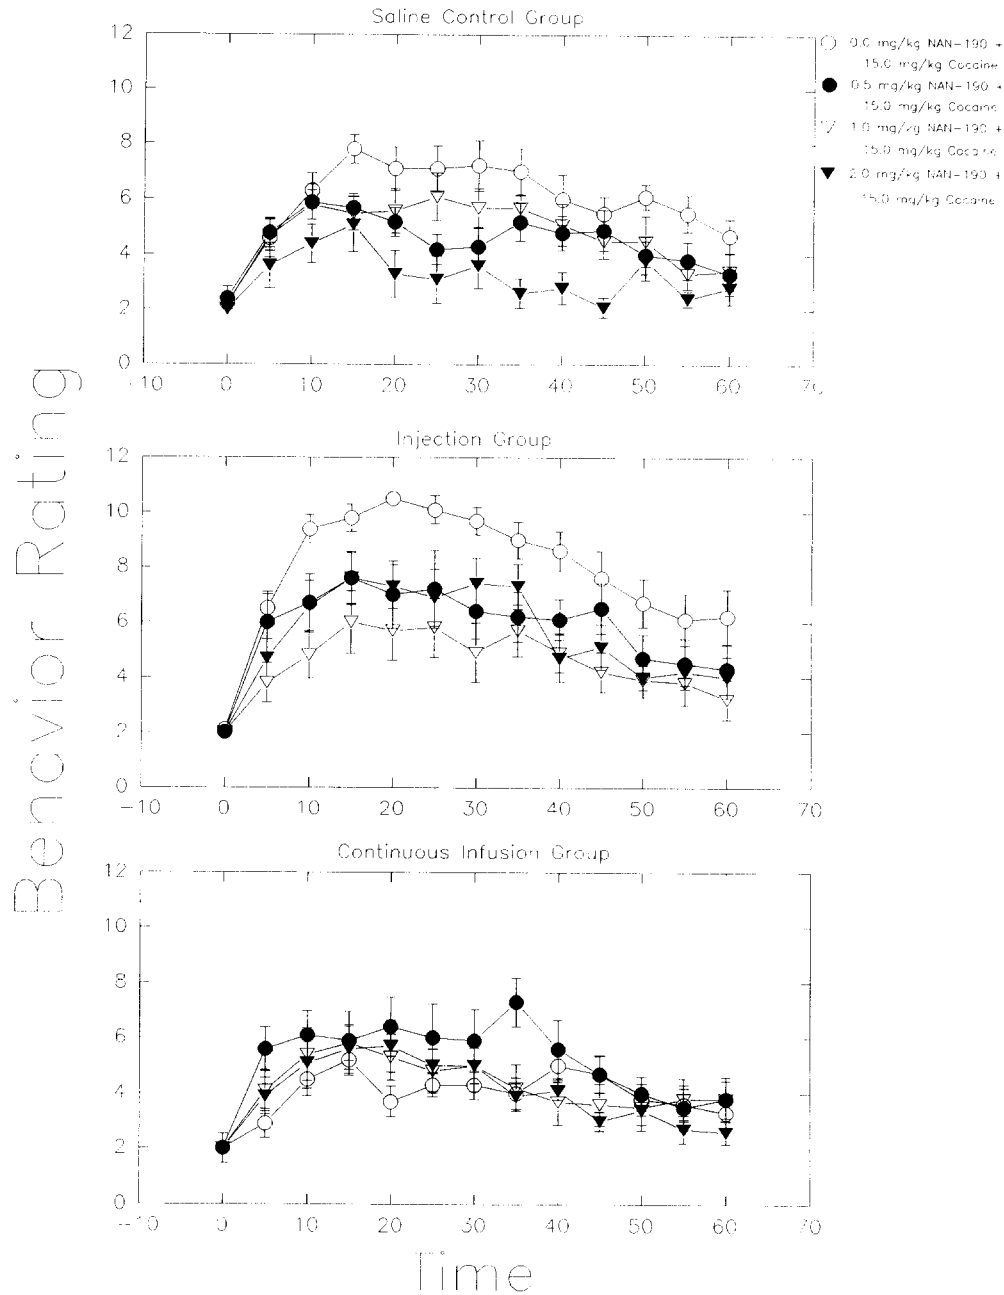 Saline Control Group
12
10
8
6
4
2
0
-10 0 10 20 30 40 50 60 70
0.0 mg/kg NAN-190 +
15.0 mg/kg Cocaine
0.5 mg/kg NAN-190 +
15.0 mg/kg Cocaine
1.0 mg/kg NAN-190 +
15.0 mg/kg Cocaine
2.0 mg/kg NAN-190 +
15.0 mg/kg Cocaine
Behavior Rating
Injection Group
12
10
8
6
4
2
0
-10 0 10 20 30 40 50 60 70
Continuous Infusion Group
12
10
8
6
4
2
0
-10 0 10 20 30 40 50 60 70
Time